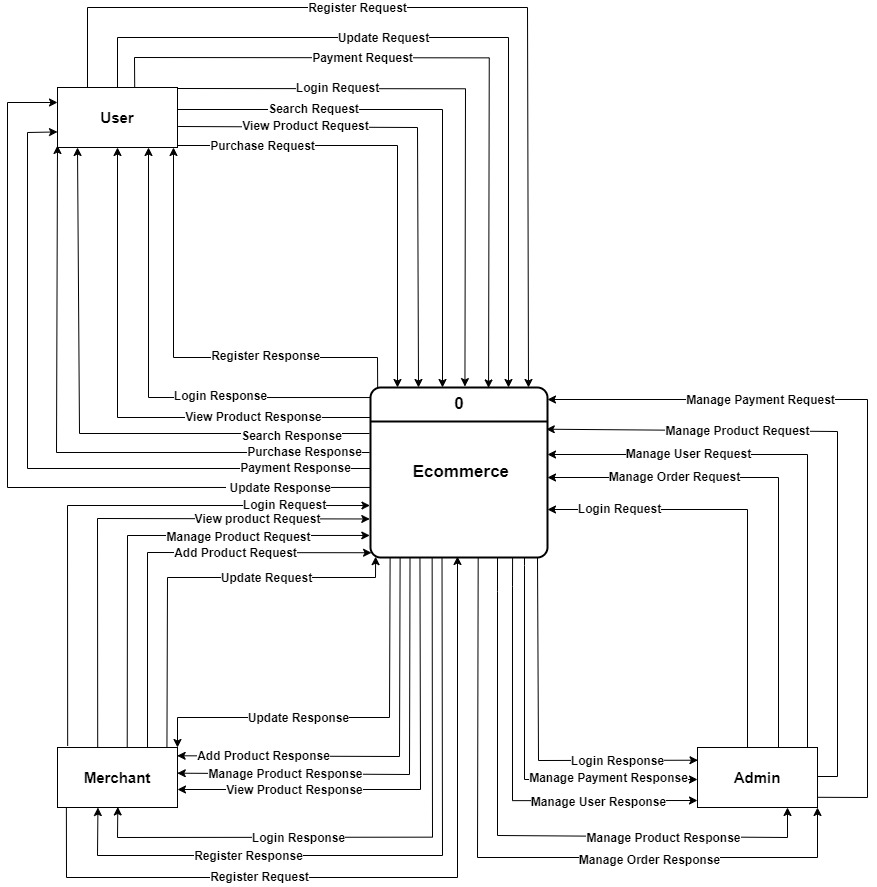 Register Request
Update Request
Payment Request
Login Request
Search Request
User
View Product Request
Purchase Request
Register Response
Login Response
0
Manage Payment Request
View Product Response
Manage Product Request
Search Response
Purchase Response
Manage User Request
Payment Response
Ecommerce
Manage Order Request
Update Response
Login Request
Login Request
View product Request
Manage Product Request
Add Product Request
Update Request
Update Response
Add Product Response
Login Response
Manage Product Response
Merchant
Manage Payment Response
Admin
View Product Response
Manage User Response
Login Response
Manage Product Response
Register Response
Manage Order Response
Register Request